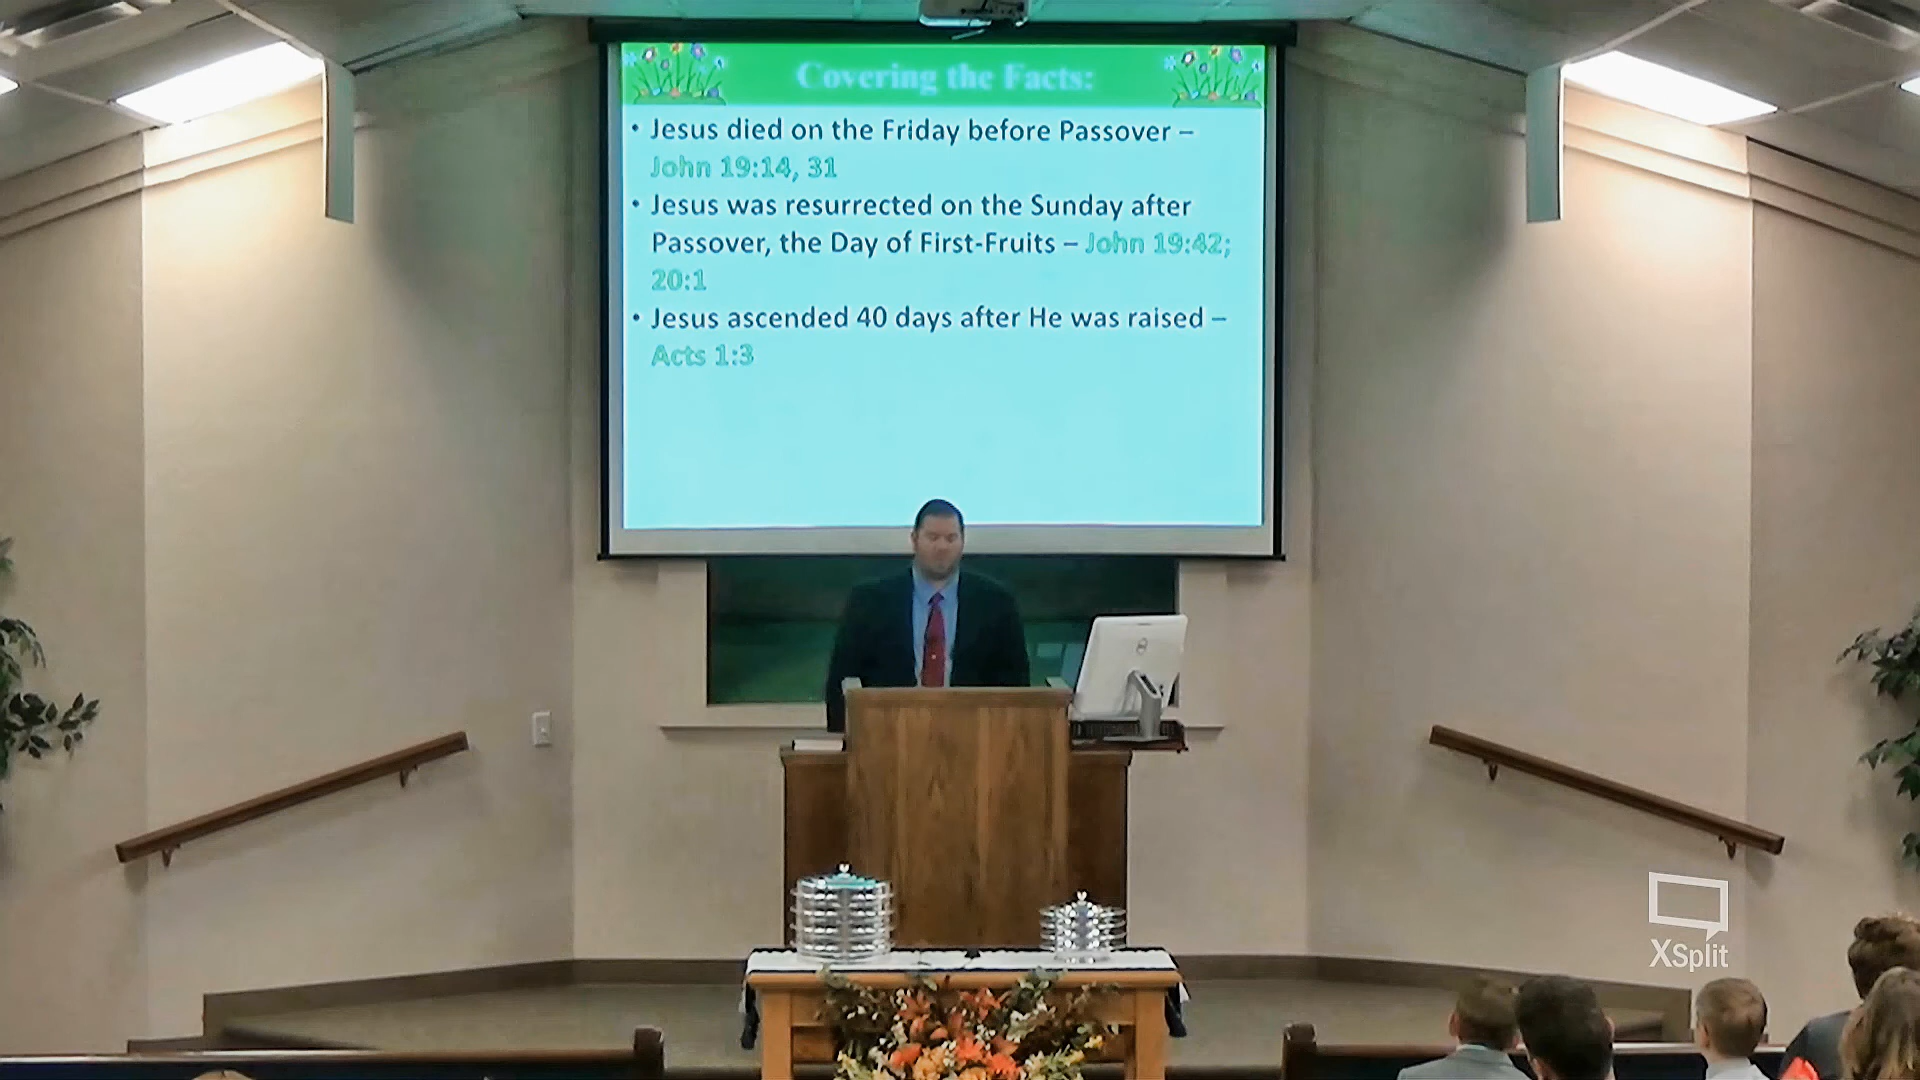 Covering the Facts:
• Jesus died on the Friday before Passover –
John 19:14, 31
• Jesus was resurrected on the Sunday after
Passover, the Day of First-Fruits – John 19:42;
20:1
• Jesus ascended 40 days after He was raised –
Acts 1:3
XSplit